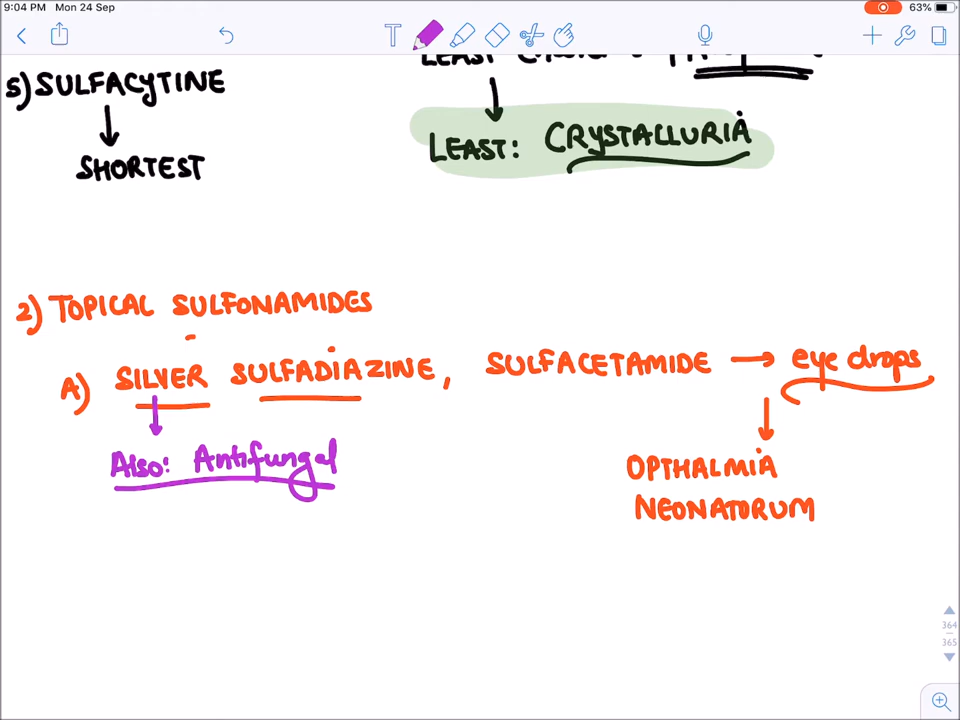 9:04 PM Mon 24 Sep
63%
T
5) SULFACYTINE
SHORTEST
LEAST: CRYSTALLURIA
2) TOPICAL SULFONAMIDES
A) SILVER SULFADIAZINE, SULFACETAMIDE → eye drops
Also: Antifungal
OPTHALMIA
NEONATORUM
364
365